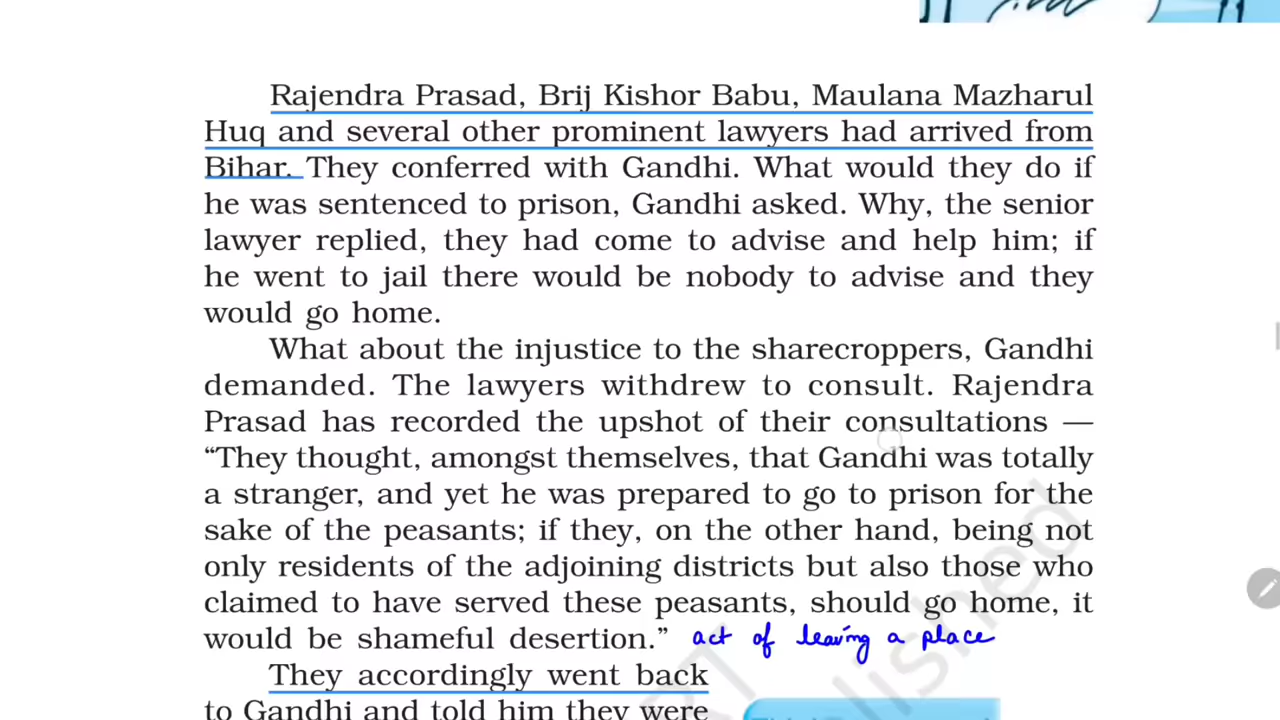 Rajendra Prasad, Brij Kishor Babu, Maulana Mazharul
Huq and several other prominent lawyers had arrived from
Bihar. They conferred with Gandhi. What would they do if
he was sentenced to prison, Gandhi asked. Why, the senior
lawyer replied, they had come to advise and help him; if
he went to jail there would be nobody to advise and they
would go home.
What about the injustice to the sharecroppers, Gandhi
demanded. The lawyers withdrew to consult. Rajendra
Prasad has recorded the upshot of their consultations —
“They thought, amongst themselves, that Gandhi was totally
a stranger, and yet he was prepared to go to prison for the
sake of the peasants; if they, on the other hand, being not
only residents of the adjoining districts but also those who
claimed to have served these peasants, should go home, it
would be shameful desertion.” act of leaving a place
They accordingly went back
to Gandhi and told him they were